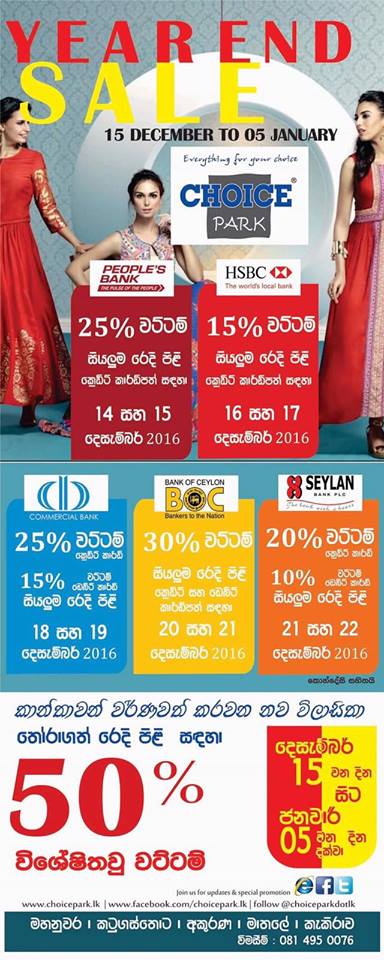 YEAR END
SALE
15 DECEMBER TO 05 JANUARY
Everything for your choice
CHOICE®
PARK
PEOPLE'S
BANK
THE PULSE OF THE PEOPLE
25% වට්ටම්
සියලුම රෙදි පිළි
ක්‍රෙඩිට් කාර්ඩ්පත් සඳහා
14 සහ 15
දෙසැම්බර් 2016
HSBC
The world's local bank
15% වට්ටම්
සියලුම රෙදි පිළි
ක්‍රෙඩිට් කාර්ඩ්පත් සඳහා
16 සහ 17
දෙසැම්බර් 2016
COMMERCIAL BANK
25% වට්ටම්
ක්‍රෙඩිට් කාර්ඩ්
15% වට්ටම්
ඩෙබිට් කාර්ඩ්
සියලුම රෙදි පිළි
18 සහ 19
දෙසැම්බර් 2016
BANK OF CEYLON
BOC
Bankers to the Nation
30% වට්ටම්
සියලුම රෙදි පිළි
ක්‍රෙඩිට් සහ ඩෙබිට්
කාර්ඩ්පත් සඳහා
20 සහ 21
දෙසැම්බර් 2016
SEYLAN
BANK PLC
The bank with a heart
20% වට්ටම්
ක්‍රෙඩිට් කාර්ඩ්
10% වට්ටම්
ඩෙබිට් කාර්ඩ්
සියලුම රෙදි පිළි
21 සහ 22
දෙසැම්බර් 2016
කොන්දේසි සහිතයි
කාන්තාවන් වර්ණවත් කරවන නව විලාසිතා
තෝරාගත් රෙදි පිළි සඳහා
50%
විශේෂිතවූ වට්ටම්
දෙසැම්බර්
15 වන දින
සිට
ජනවාරි
05 වන දින
දක්වා
Join us for updates & special promotion
www.choicepark.lk | www.facebook.com/choicepark.lk | follow @choiceparkdotlk
මහනුවර | කටුගස්තොට | අකුරණ | මාතලේ | කැකිරාව
විමසීම් : 081 495 0076